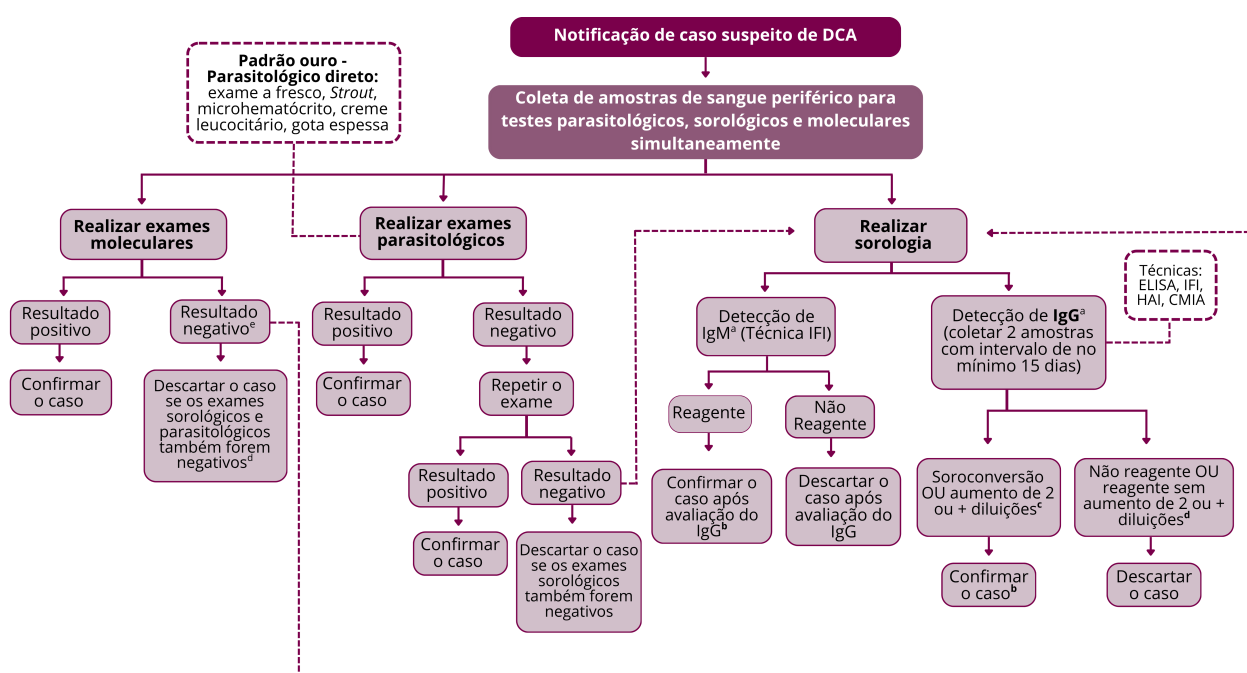 Notificação de caso suspeito de DCA
Padrão ouro -
Parasitológico direto:
exame a fresco, Strout,
microhematócrito, creme
leucocitário, gota espessa
Coleta de amostras de sangue periférico para
testes parasitológicos, sorológicos e moleculares
simultaneamente
Realizar exames
moleculares
Realizar exames
parasitológicos
Realizar
sorologia
Técnicas:
ELISA, IFI,
HAI, CMIA
Resultado
positivo
Resultado
negativoᵉ
Resultado
positivo
Resultado
negativo
Detecção de
IgMᵃ (Técnica IFI)
Detecção de IgGᵃ
(coletar 2 amostras
com intervalo de no
mínimo 15 dias)
Confirmar
o caso
Descartar o caso
se os exames
sorológicos e
parasitológicos
também forem
negativosᵈ
Confirmar
o caso
Repetir o
exame
Reagente
Não
Reagente
Resultado
positivo
Resultado
negativo
Confirmar o
caso após
avaliação do
IgGᵇ
Descartar o
caso após
avaliação do
IgG
Soroconversão
OU aumento de 2
ou + diluiçõesᶜ
Não reagente OU
reagente sem
aumento de 2 ou +
diluiçõesᵈ
Confirmar
o caso
Descartar o caso
se os exames
sorológicos
também forem
negativos
Confirmar
o casoᵇ
Descartar
o caso